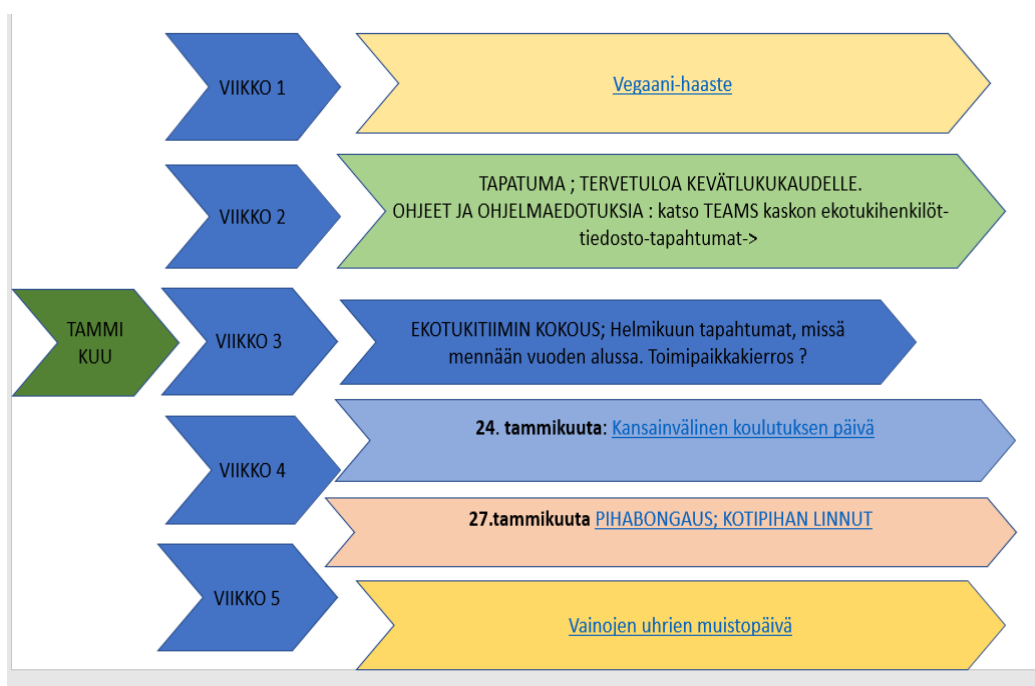 VIIKKO 1
Vegaani-haaste
VIIKKO 2
TAPATUMA ; TERVETULOA KEVÄTLUKUKAUDELLE.
OHJEET JA OHJELMAEDOTUKSIA : katso TEAMS kaskon ekotukihenkilöt-
tiedosto-tapahtumat->
TAMMI
KUU
VIIKKO 3
EKOTUKITIIMIN KOKOUS; Helmikuun tapahtumat, missä
mennään vuoden alussa. Toimipaikkakierros ?
VIIKKO 4
24. tammikuuta: Kansainvälinen koulutuksen päivä
27.tammikuuta PIHABONGAUS; KOTIPIHAN LINNUT
VIIKKO 5
Vainojen uhrien muistopäivä